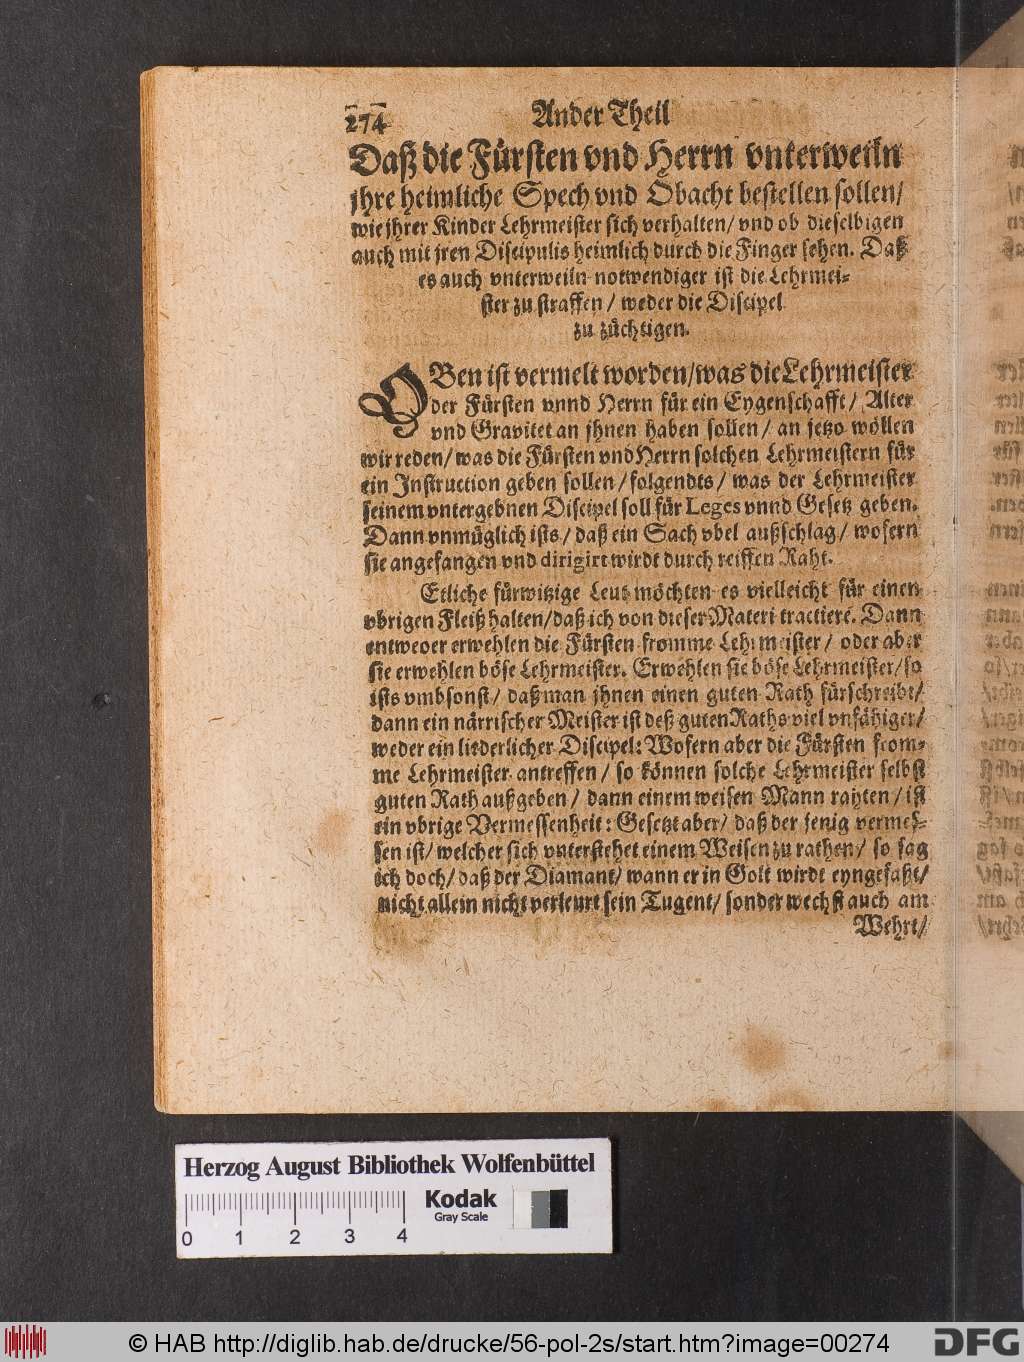 274 Ander Theil
Daß die Fürsten vnd Herrn vnterweiln
jhre heimliche Spech vnd Obacht bestellen sollen/
wie jhrer Kinder Lehrmeister sich verhalten/ vnd ob dieselbigen
auch mit jren Discipulis heimlich durch die Finger sehen. Daß
es auch vnterweiln notwendiger ist die Lehrmei-
ster zu straffen/ weder die Discipel
zu züchtigen.
OBen ist vermelt worden/ was die Lehrmeister
der Fürsten vnnd Herrn für ein Eygenschafft/ Alter
vnd Gravitet an jhnen haben sollen/ an jetzo wöllen
wir reden/ was die Fürsten vnd Herrn solchen Lehrmeistern für
ein Instruction geben sollen/ folgendts/ was der Lehrmeister
seinem vntergebnen Discipel soll für Leges vnnd Gesetz geben.
Dann vnmüglich ists/ daß ein Sach vbel außschlag/ wofern
sie angefangen vnd dirigirt wirdt durch reiffen Raht.
Etliche fürwitzige Leut möchten es vielleicht für einen
vbrigen Fleiß halten/ daß ich von dieser Materi tractiere. Dann
entweder erwehlen die Fürsten fromme Lehrmeister/ oder aber
sie erwehlen böse Lehrmeister. Erwehlen sie böse Lehrmeister/ so
ists vmbsonst/ daß man jhnen einen guten Rath fürschreibt/
dann ein närrischer Meister ist deß guten Raths viel vnfähiger/
weder ein liederlicher Discipel: Wofern aber die Fürsten from-
me Lehrmeister antreffen/ so können solche Lehrmeister selbst
guten Rath außgeben/ dann einem weisen Mann rahten/ ist
ein vbrige Vermessenheit: Gesetzt aber/ daß der jenig vermes-
sen ist/ welcher sich vnterstehet einem Weisen zu rathen/ so sag
ich doch/ daß der Diamant/ wann er in Golt wirdt eyngefaßt/
nicht allein nicht verleurt sein Tugent/ sonder wechst auch am
Wehrt/
Herzog August Bibliothek Wolfenbüttel
Kodak
Gray Scale
0 1 2 3 4
© HAB http://diglib.hab.de/drucke/56-pol-2s/start.htm?image=00274
DFG